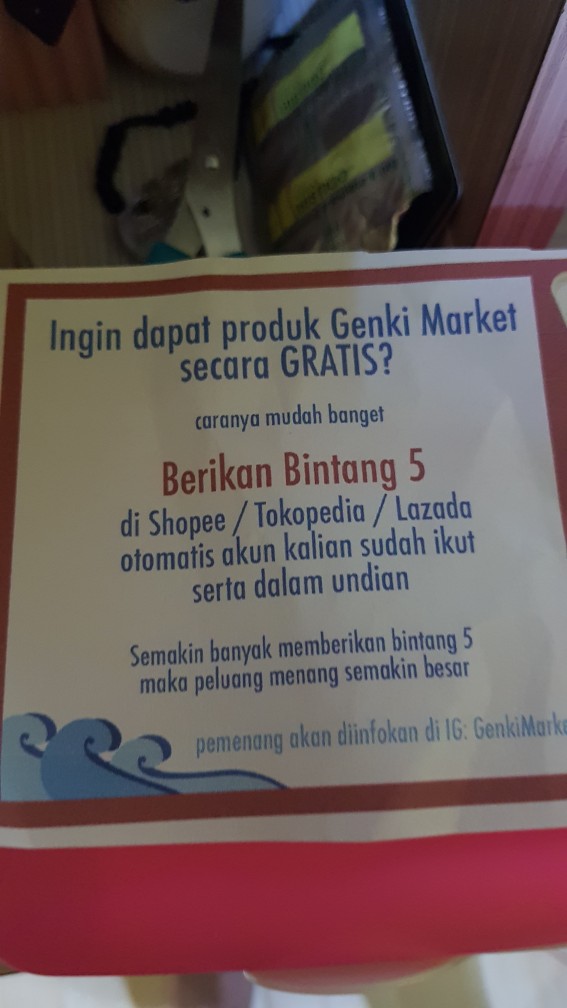 Ingin dapat produk Genki Market
secara GRATIS?
caranya mudah banget
Berikan Bintang 5
di Shopee / Tokopedia / Lazada
otomatis akun kalian sudah ikut
serta dalam undian
Semakin banyak memberikan bintang 5
maka peluang menang semakin besar
pemenang akan diinfokan di IG: GenkiMarke